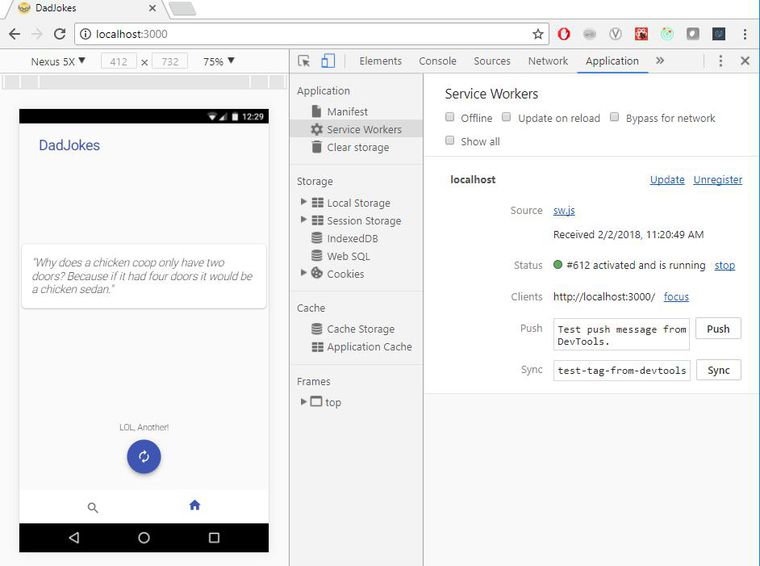 DadJokes
localhost:3000
Nexus 5X ▼ 412 × 732 75% ▼
Elements Console Sources Network Application »
12:29
DadJokes
"Why does a chicken coop only have two
doors? Because if it had four doors it would be
a chicken sedan."
LOL, Another!
Application
Manifest
Service Workers
Clear storage
Storage
Local Storage
Session Storage
IndexedDB
Web SQL
Cookies
Cache
Cache Storage
Application Cache
Frames
top
Service Workers
Offline Update on reload Bypass for network
Show all
localhost Update Unregister
Source sw.js
Received 2/2/2018, 11:20:49 AM
Status #612 activated and is running stop
Clients http://localhost:3000/ focus
Push Test push message from Push
DevTools.
Sync test-tag-from-devtools Sync